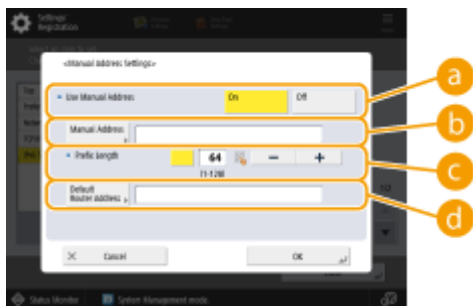 Settings/
Registration
<Manual Address Settings>
Use Manual Address
On
Off
a
Manual Address
b
Prefix Length
64
−
+
(1-128)
c
Default
Router Address
d
× Cancel
OK
Status Monitor
System Management mode.